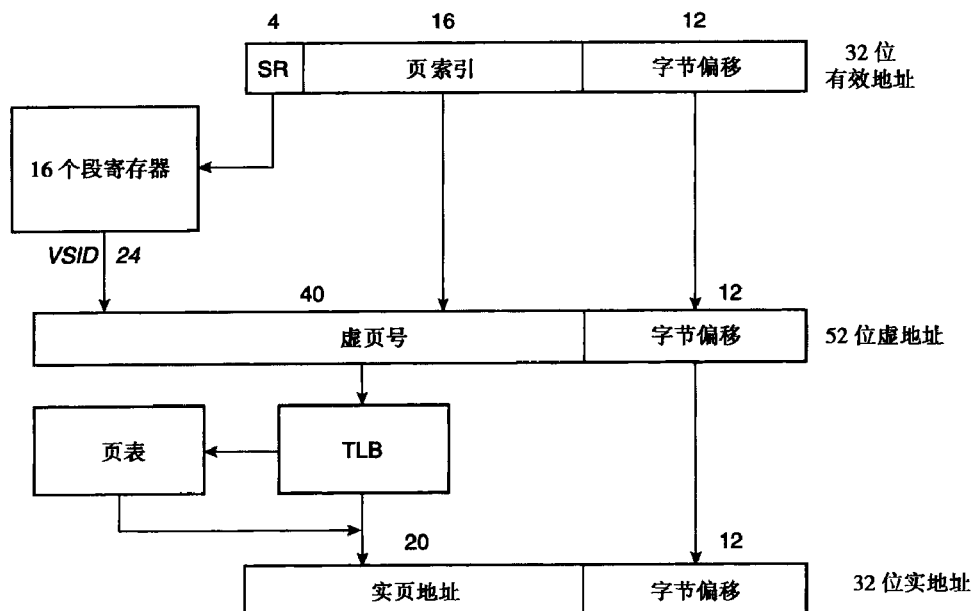 4 16 12
SR 页索引 字节偏移 32 位
有效地址
16 个段寄存器
VSID 24
40 12
虚页号 字节偏移 52 位虚地址
页表 TLB
20 12
实页地址 字节偏移 32 位实地址